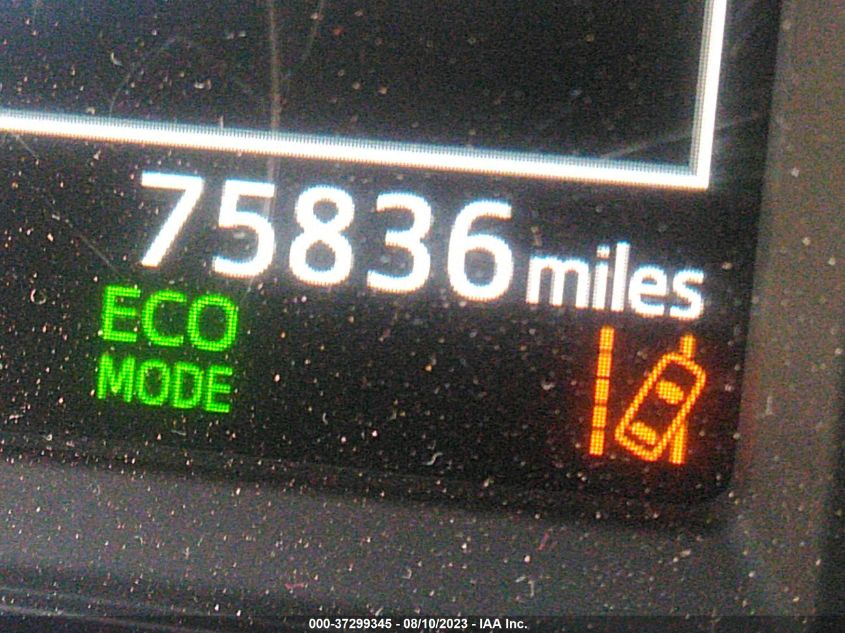 75836 miles
ECO
MODE
000-37299345 - 08/10/2023 - IAA Inc.